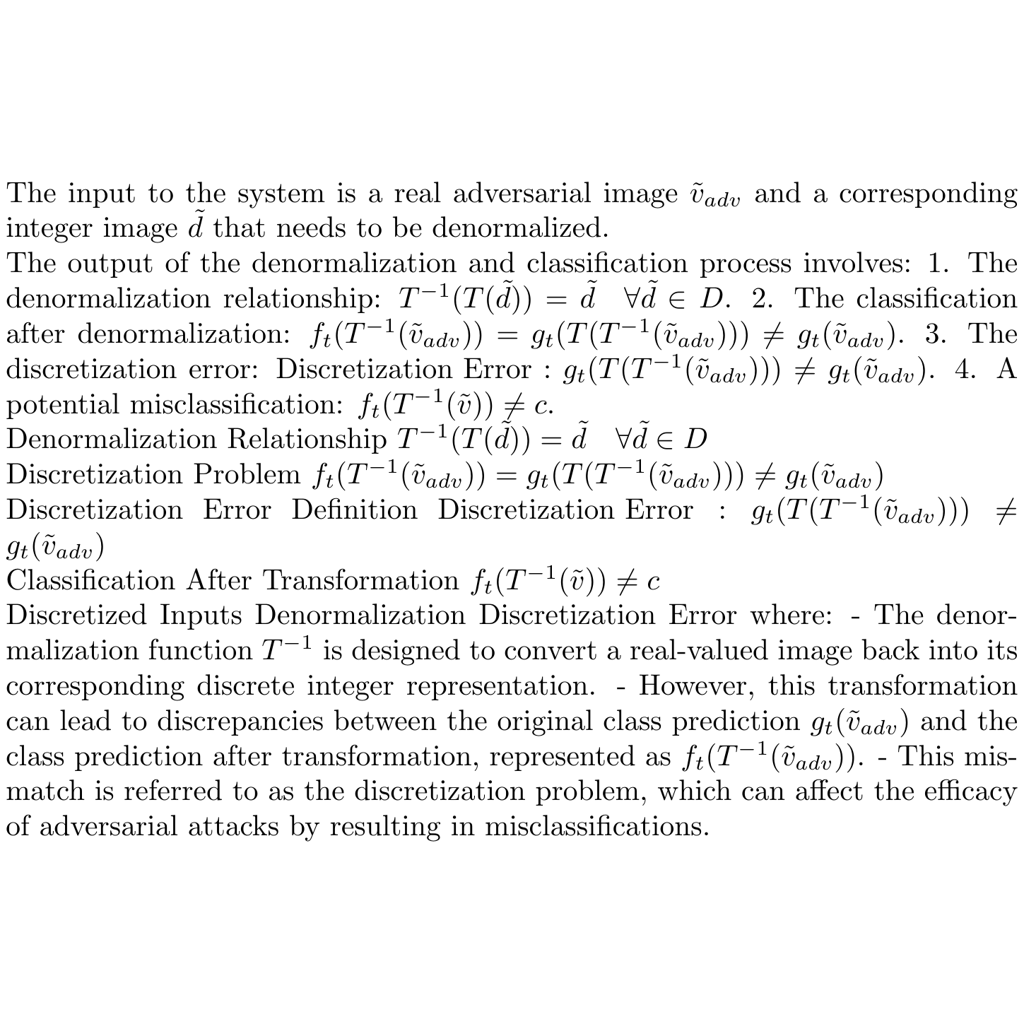 The input to the system is a real adversarial image $\tilde{v}_{adv}$ and a corresponding
integer image $\tilde{d}$ that needs to be denormalized.
The output of the denormalization and classification process involves: 1. The
denormalization relationship: $T^{-1}(T(\tilde{d})) = \tilde{d} \quad \forall \tilde{d} \in D$. 2. The classification
after denormalization: $f_t(T^{-1}(\tilde{v}_{adv})) = g_t(T(T^{-1}(\tilde{v}_{adv}))) \neq g_t(\tilde{v}_{adv})$. 3. The
discretization error: Discretization Error : $g_t(T(T^{-1}(\tilde{v}_{adv}))) \neq g_t(\tilde{v}_{adv})$. 4. A
potential misclassification: $f_t(T^{-1}(\tilde{v})) \neq c$.
Denormalization Relationship $T^{-1}(T(\tilde{d})) = \tilde{d} \quad \forall \tilde{d} \in D$
Discretization Problem $f_t(T^{-1}(\tilde{v}_{adv})) = g_t(T(T^{-1}(\tilde{v}_{adv}))) \neq g_t(\tilde{v}_{adv})$
Discretization Error Definition Discretization Error : $g_t(T(T^{-1}(\tilde{v}_{adv}))) \neq$
$g_t(\tilde{v}_{adv})$
Classification After Transformation $f_t(T^{-1}(\tilde{v})) \neq c$
Discretized Inputs Denormalization Discretization Error where: - The denor-
malization function $T^{-1}$ is designed to convert a real-valued image back into its
corresponding discrete integer representation. - However, this transformation
can lead to discrepancies between the original class prediction $g_t(\tilde{v}_{adv})$ and the
class prediction after transformation, represented as $f_t(T^{-1}(\tilde{v}_{adv}))$. - This mis-
match is referred to as the discretization problem, which can affect the efficacy
of adversarial attacks by resulting in misclassifications.